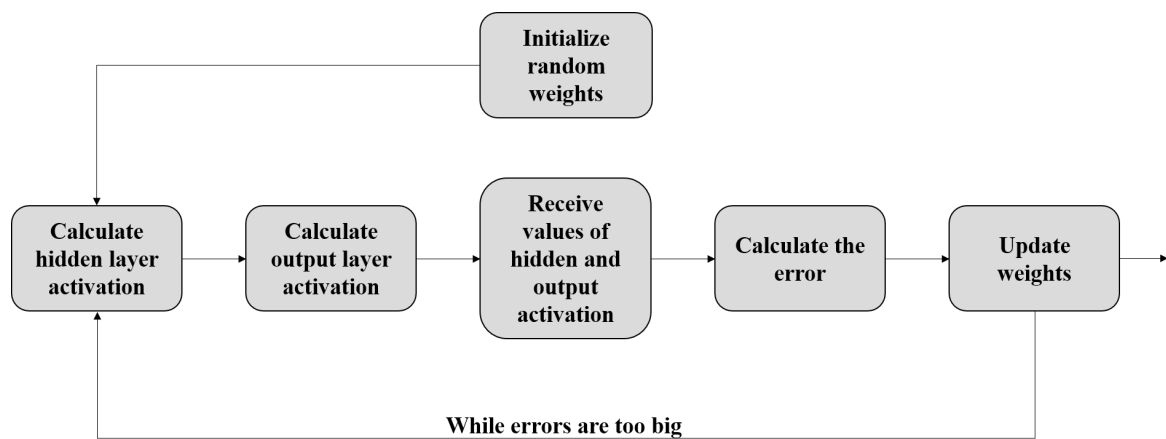 Initialize
random
weights
Calculate
hidden layer
activation
Calculate
output layer
activation
Receive
values of
hidden and
output
activation
Calculate the
error
Update
weights
While errors are too big